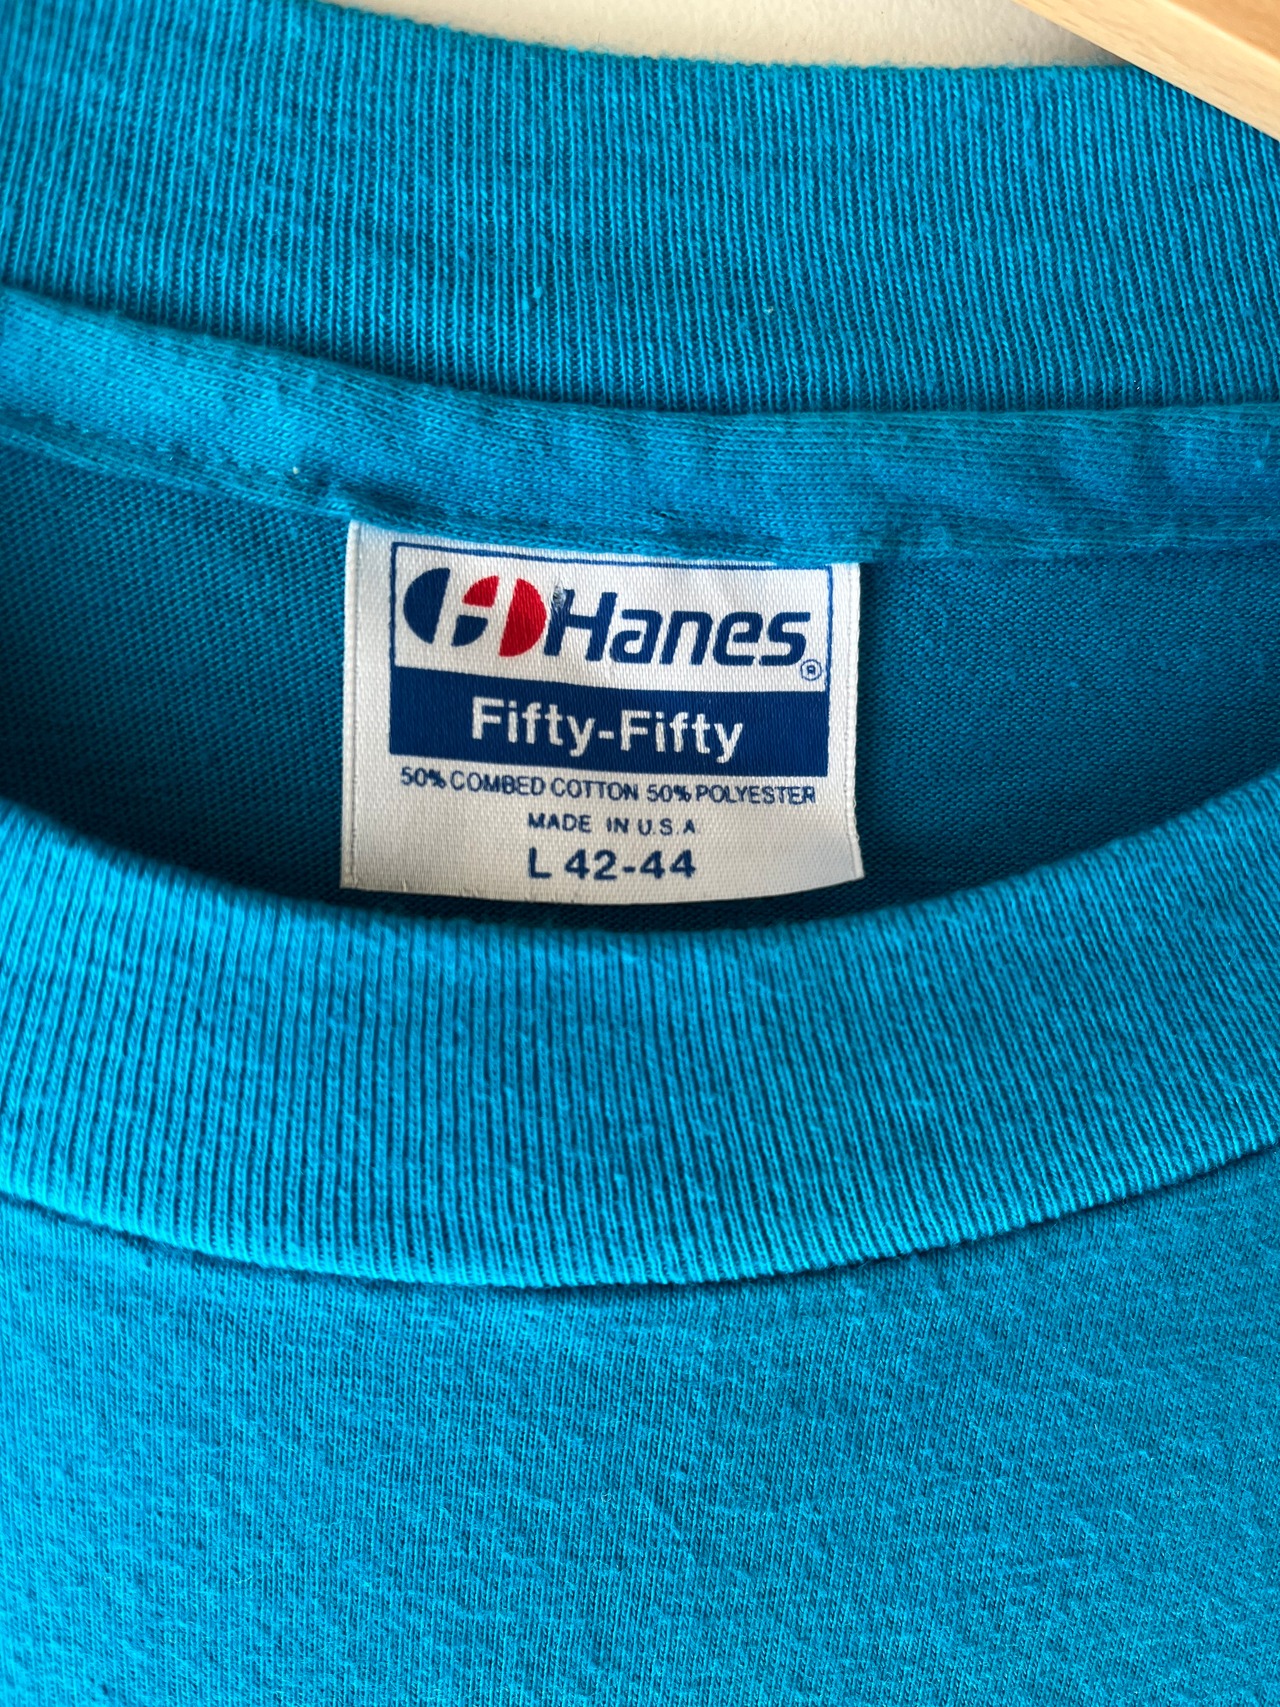 Hanes®
Fifty-Fifty
50% COMBED COTTON 50% POLYESTER
MADE IN U.S.A.
L 42-44